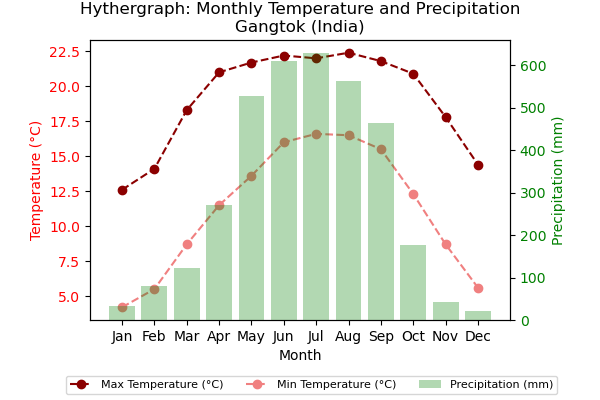 Hythergraph: Monthly Temperature and Precipitation
Gangtok (India)
22.5
20.0
17.5
15.0
12.5
10.0
7.5
5.0
Temperature (°C)
600
500
400
300
200
100
0
Precipitation (mm)
Jan Feb Mar Apr May Jun Jul Aug Sep Oct Nov Dec
Month
Max Temperature (°C) Min Temperature (°C) Precipitation (mm)